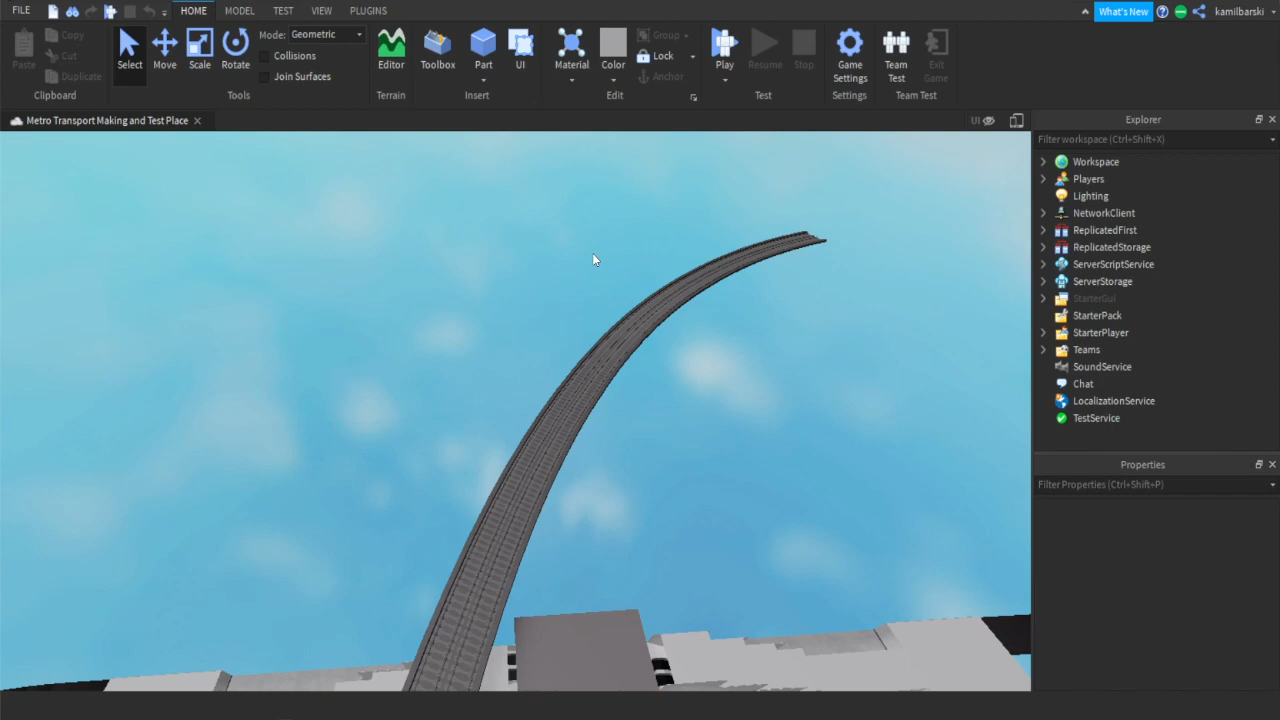 FILE
HOME
MODEL
TEST
VIEW
PLUGINS
What's New
kamilbarski
Paste
Copy
Cut
Duplicate
Clipboard
Select
Move
Scale
Rotate
Mode: Geometric
Collisions
Join Surfaces
Tools
Editor
Terrain
Toolbox
Part
UI
Insert
Material
Color
Group
Lock
Anchor
Edit
Play
Resume
Stop
Test
Game
Settings
Settings
Team
Test
Exit
Game
Team Test
Metro Transport Making and Test Place
UI
Explorer
Filter workspace (Ctrl+Shift+X)
Workspace
Players
Lighting
NetworkClient
ReplicatedFirst
ReplicatedStorage
ServerScriptService
ServerStorage
StarterGui
StarterPack
StarterPlayer
Teams
SoundService
Chat
LocalizationService
TestService
Properties
Filter Properties (Ctrl+Shift+P)